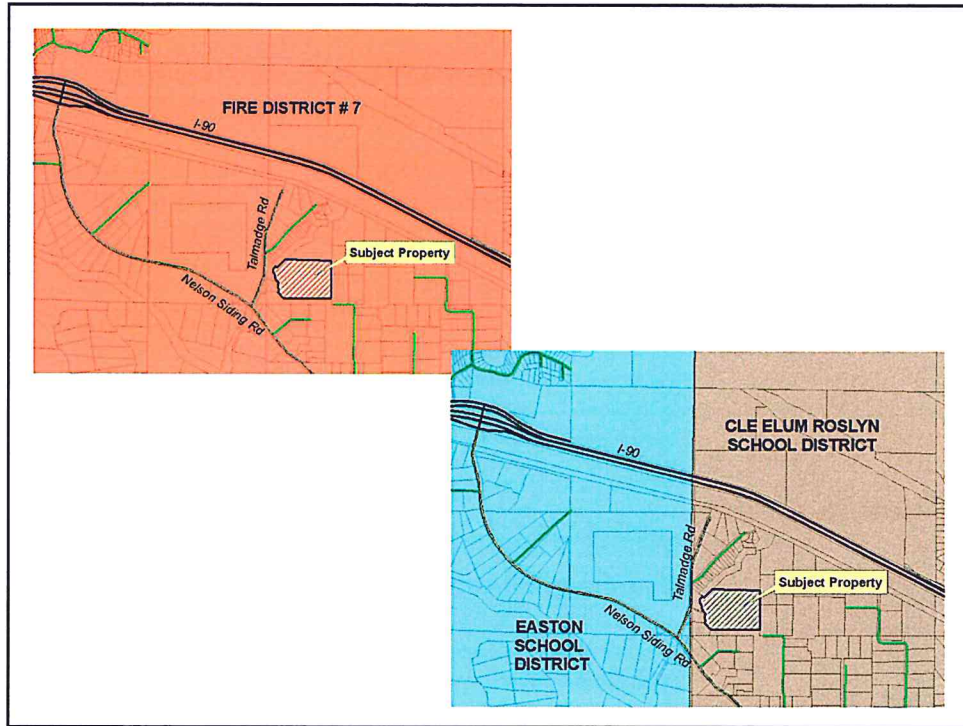 FIRE DISTRICT # 7
I-90
Talmadge Rd
Subject Property
Nelson Siding Rd
CLE ELUM ROSLYN
SCHOOL DISTRICT
I-90
Talmadge Rd
Subject Property
Nelson Siding Rd
EASTON
SCHOOL
DISTRICT